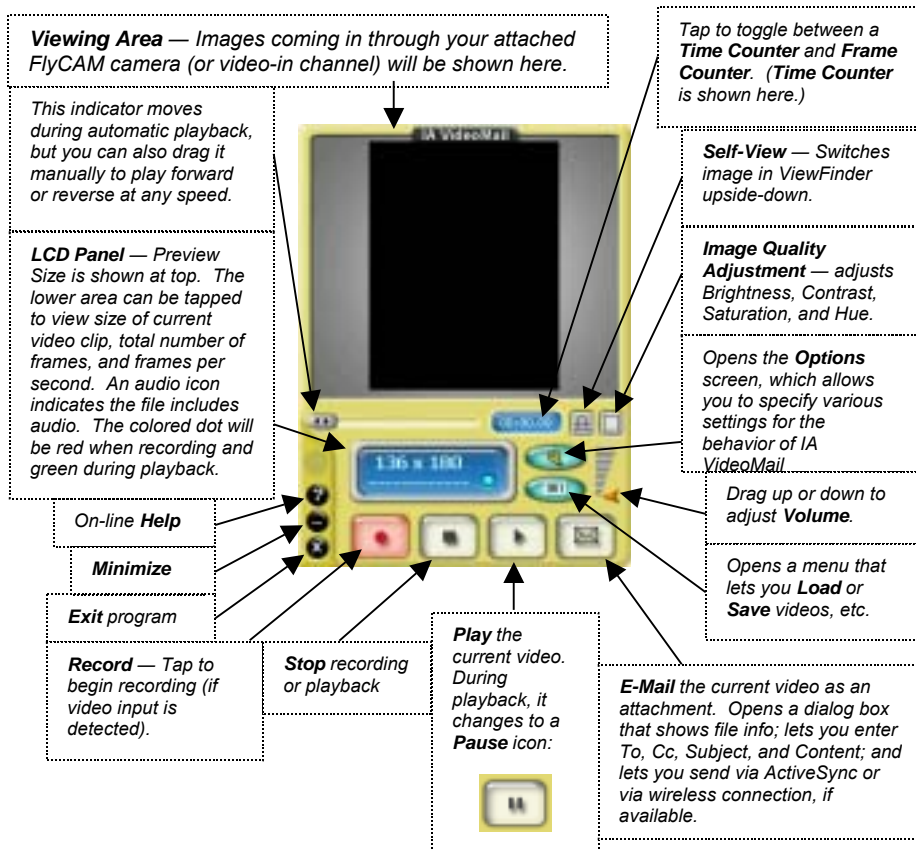 Viewing Area — Images coming in through your attached
FlyCAM camera (or video-in channel) will be shown here.
Tap to toggle between a
Time Counter and Frame
Counter. (Time Counter
is shown here.)
This indicator moves
during automatic playback,
but you can also drag it
manually to play forward
or reverse at any speed.
IA VideoMail
Self-View — Switches
image in ViewFinder
upside-down.
LCD Panel — Preview
Size is shown at top. The
lower area can be tapped
to view size of current
video clip, total number of
frames, and frames per
second. An audio icon
indicates the file includes
audio. The colored dot will
be red when recording and
green during playback.
Image Quality
Adjustment — adjusts
Brightness, Contrast,
Saturation, and Hue.
Opens the Options
screen, which allows
you to specify various
settings for the
behavior of IA
VideoMail
00:00.00
136 x 180
Drag up or down to
adjust Volume.
On-line Help
?
Minimize
Exit program
X
Opens a menu that
lets you Load or
Save videos, etc.
Record — Tap to
begin recording (if
video input is
detected).
Stop recording
or playback
Play the
current video.
During
playback, it
changes to a
Pause icon:
E-Mail the current video as an
attachment. Opens a dialog box
that shows file info; lets you enter
To, Cc, Subject, and Content; and
lets you send via ActiveSync or
via wireless connection, if
available.